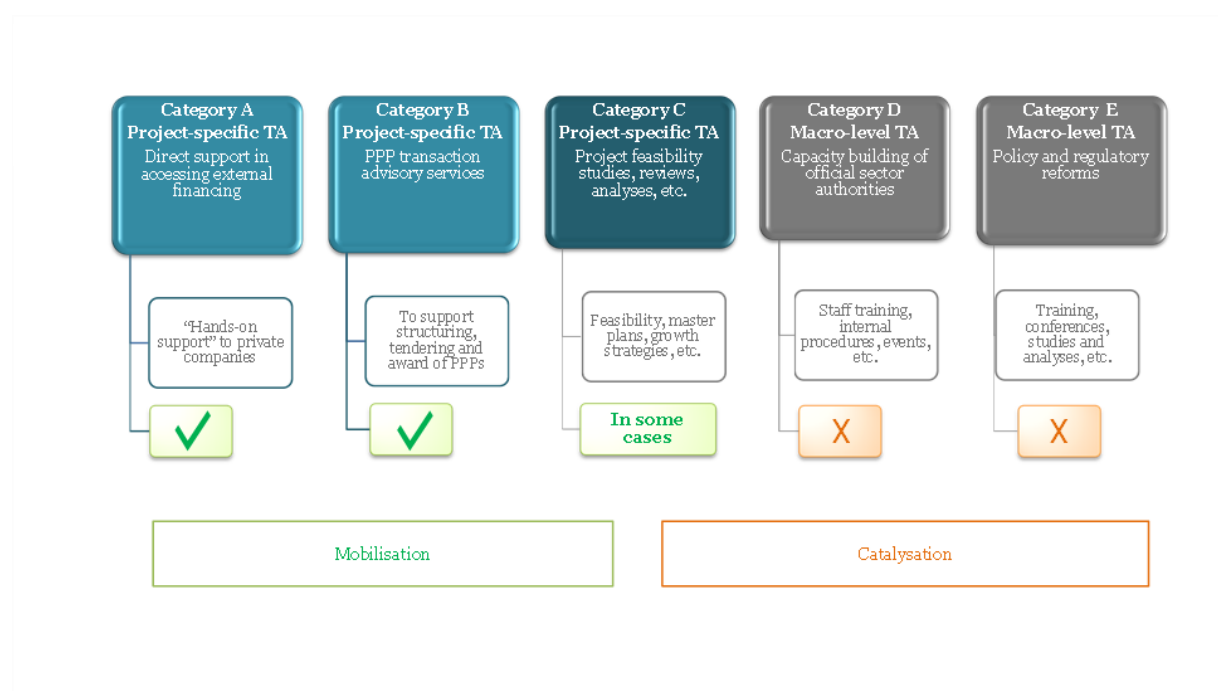 Category A
Project-specific TA
Direct support in
accessing external
financing
Category B
Project-specific TA
PPP transaction
advisory services
Category C
Project-specific TA
Project feasibility
studies, reviews,
analyses, etc.
Category D
Macro-level TA
Capacity building of
official sector
authorities
Category E
Macro-level TA
Policy and regulatory
reforms
“Hands-on
support” to private
companies
To support
structuring,
tendering and
award of PPPs
Feasibility, master
plans, growth
strategies, etc.
Staff training,
internal
procedures, events,
etc.
Training,
conferences,
studies and
analyses, etc.
In some
cases
X
X
Mobilisation
Catalysation